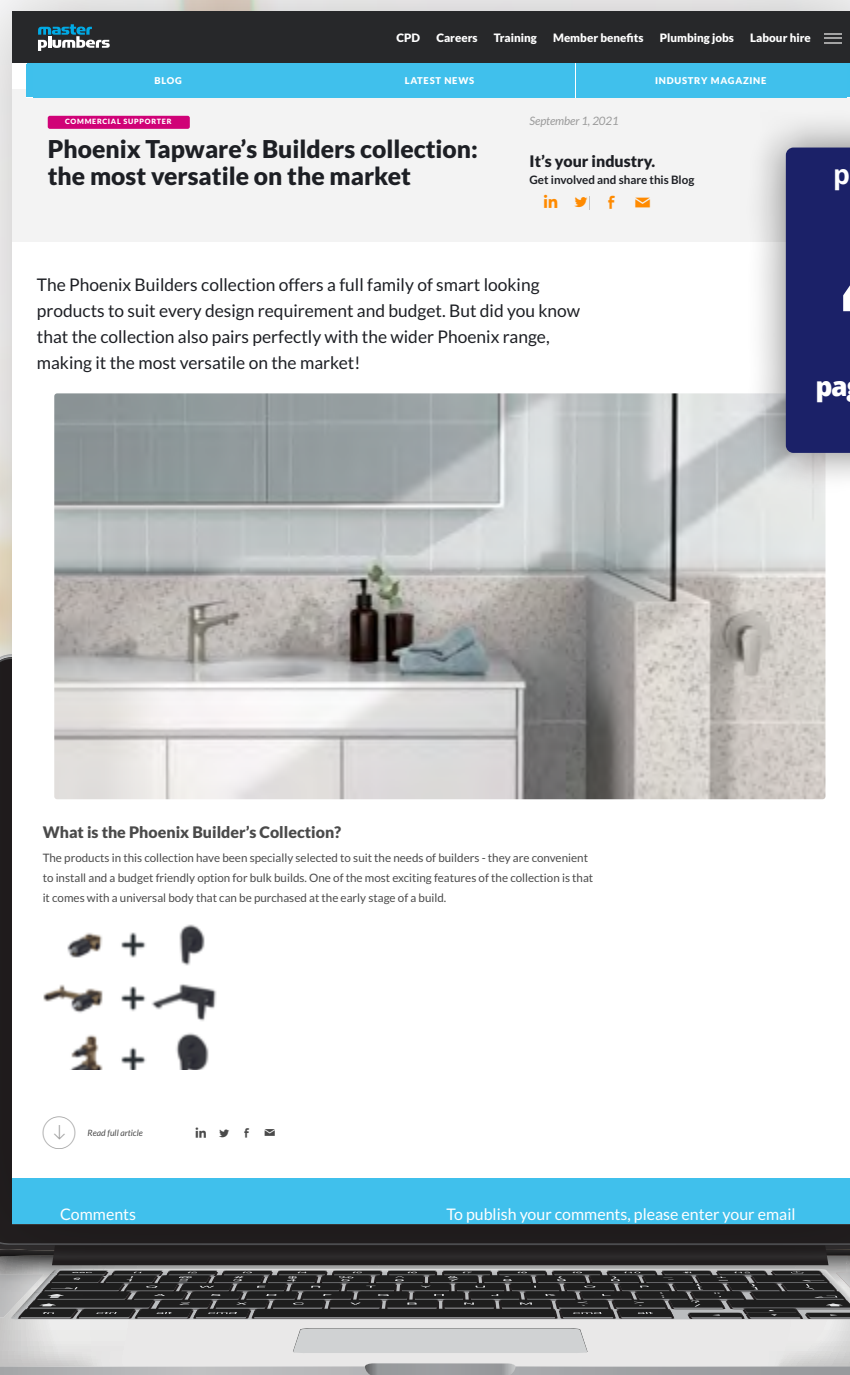 master
plumbers
CPD Careers Training Member benefits Plumbing jobs Labour hire
BLOG LATEST NEWS INDUSTRY MAGAZINE
COMMERCIAL SUPPORTER
September 1, 2021
Phoenix Tapware's Builders collection:
the most versatile on the market
It's your industry.
Get involved and share this Blog
The Phoenix Builders collection offers a full family of smart looking
products to suit every design requirement and budget. But did you know
that the collection also pairs perfectly with the wider Phoenix range,
making it the most versatile on the market!
What is the Phoenix Builder's Collection?
The products in this collection have been specially selected to suit the needs of builders - they are convenient
to install and a budget friendly option for bulk builds. One of the most exciting features of the collection is that
it comes with a universal body that can be purchased at the early stage of a build.
Read full article
Comments To publish your comments, please enter your email
Q W E R T Y U I O P
A S D F G H J K L
Z X C V B N M
fn ctrl alt cmd cmd alt